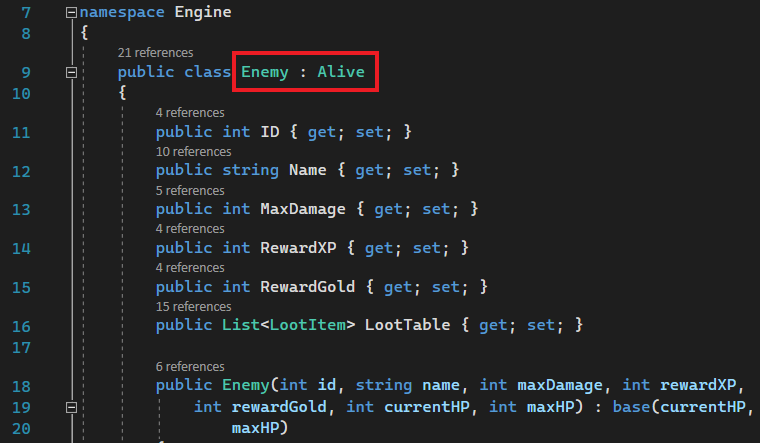 7 namespace Engine
8 {
21 references
9 public class Enemy : Alive
10 {
4 references
11 public int ID { get; set; }
10 references
12 public string Name { get; set; }
5 references
13 public int MaxDamage { get; set; }
4 references
14 public int RewardXP { get; set; }
4 references
15 public int RewardGold { get; set; }
15 references
16 public List<LootItem> LootTable { get; set; }
17
6 references
18 public Enemy(int id, string name, int maxDamage, int rewardXP,
19 int rewardGold, int currentHP, int maxHP) : base(currentHP,
20 maxHP)